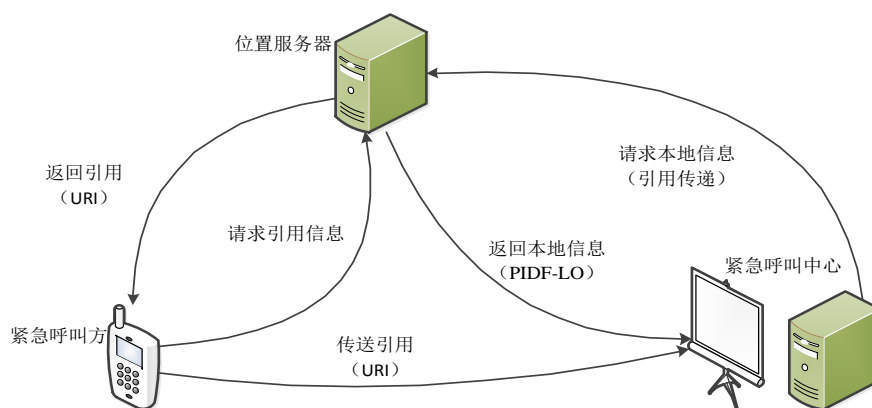 位置服务器
请求本地信息
（引用传递）
返回引用
（URI）
请求引用信息
返回本地信息
（PIDF-LO）
紧急呼叫中心
紧急呼叫方
传送引用
（URI）